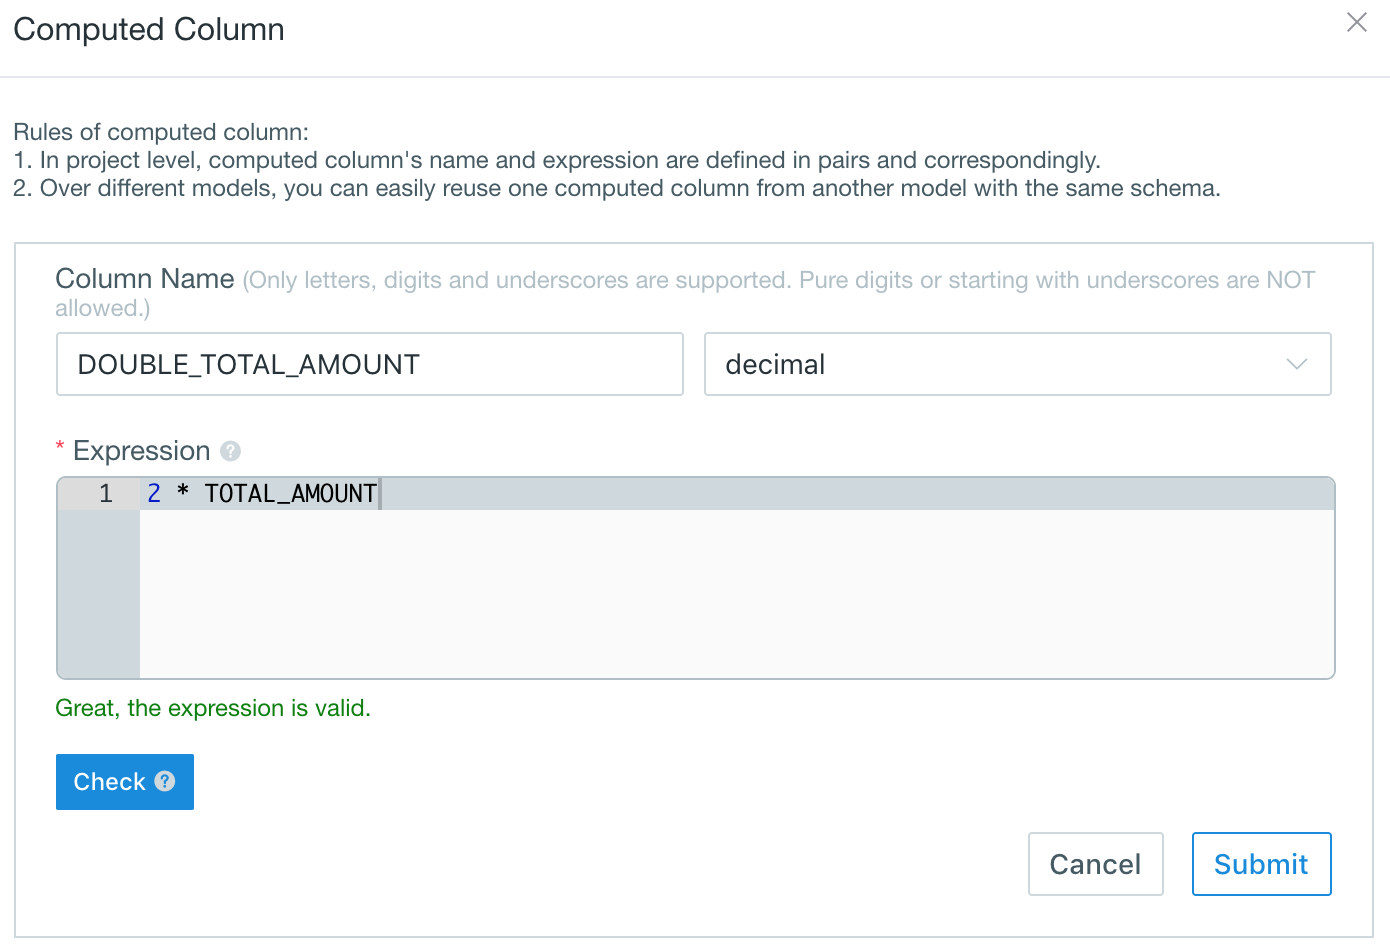 Computed Column
Rules of computed column:
1. In project level, computed column's name and expression are defined in pairs and correspondingly.
2. Over different models, you can easily reuse one computed column from another model with the same schema.
Column Name (Only letters, digits and underscores are supported. Pure digits or starting with underscores are NOT
allowed.)
DOUBLE_TOTAL_AMOUNT decimal
* Expression ?
1 2 * TOTAL_AMOUNT
Great, the expression is valid.
Check ?
Cancel Submit